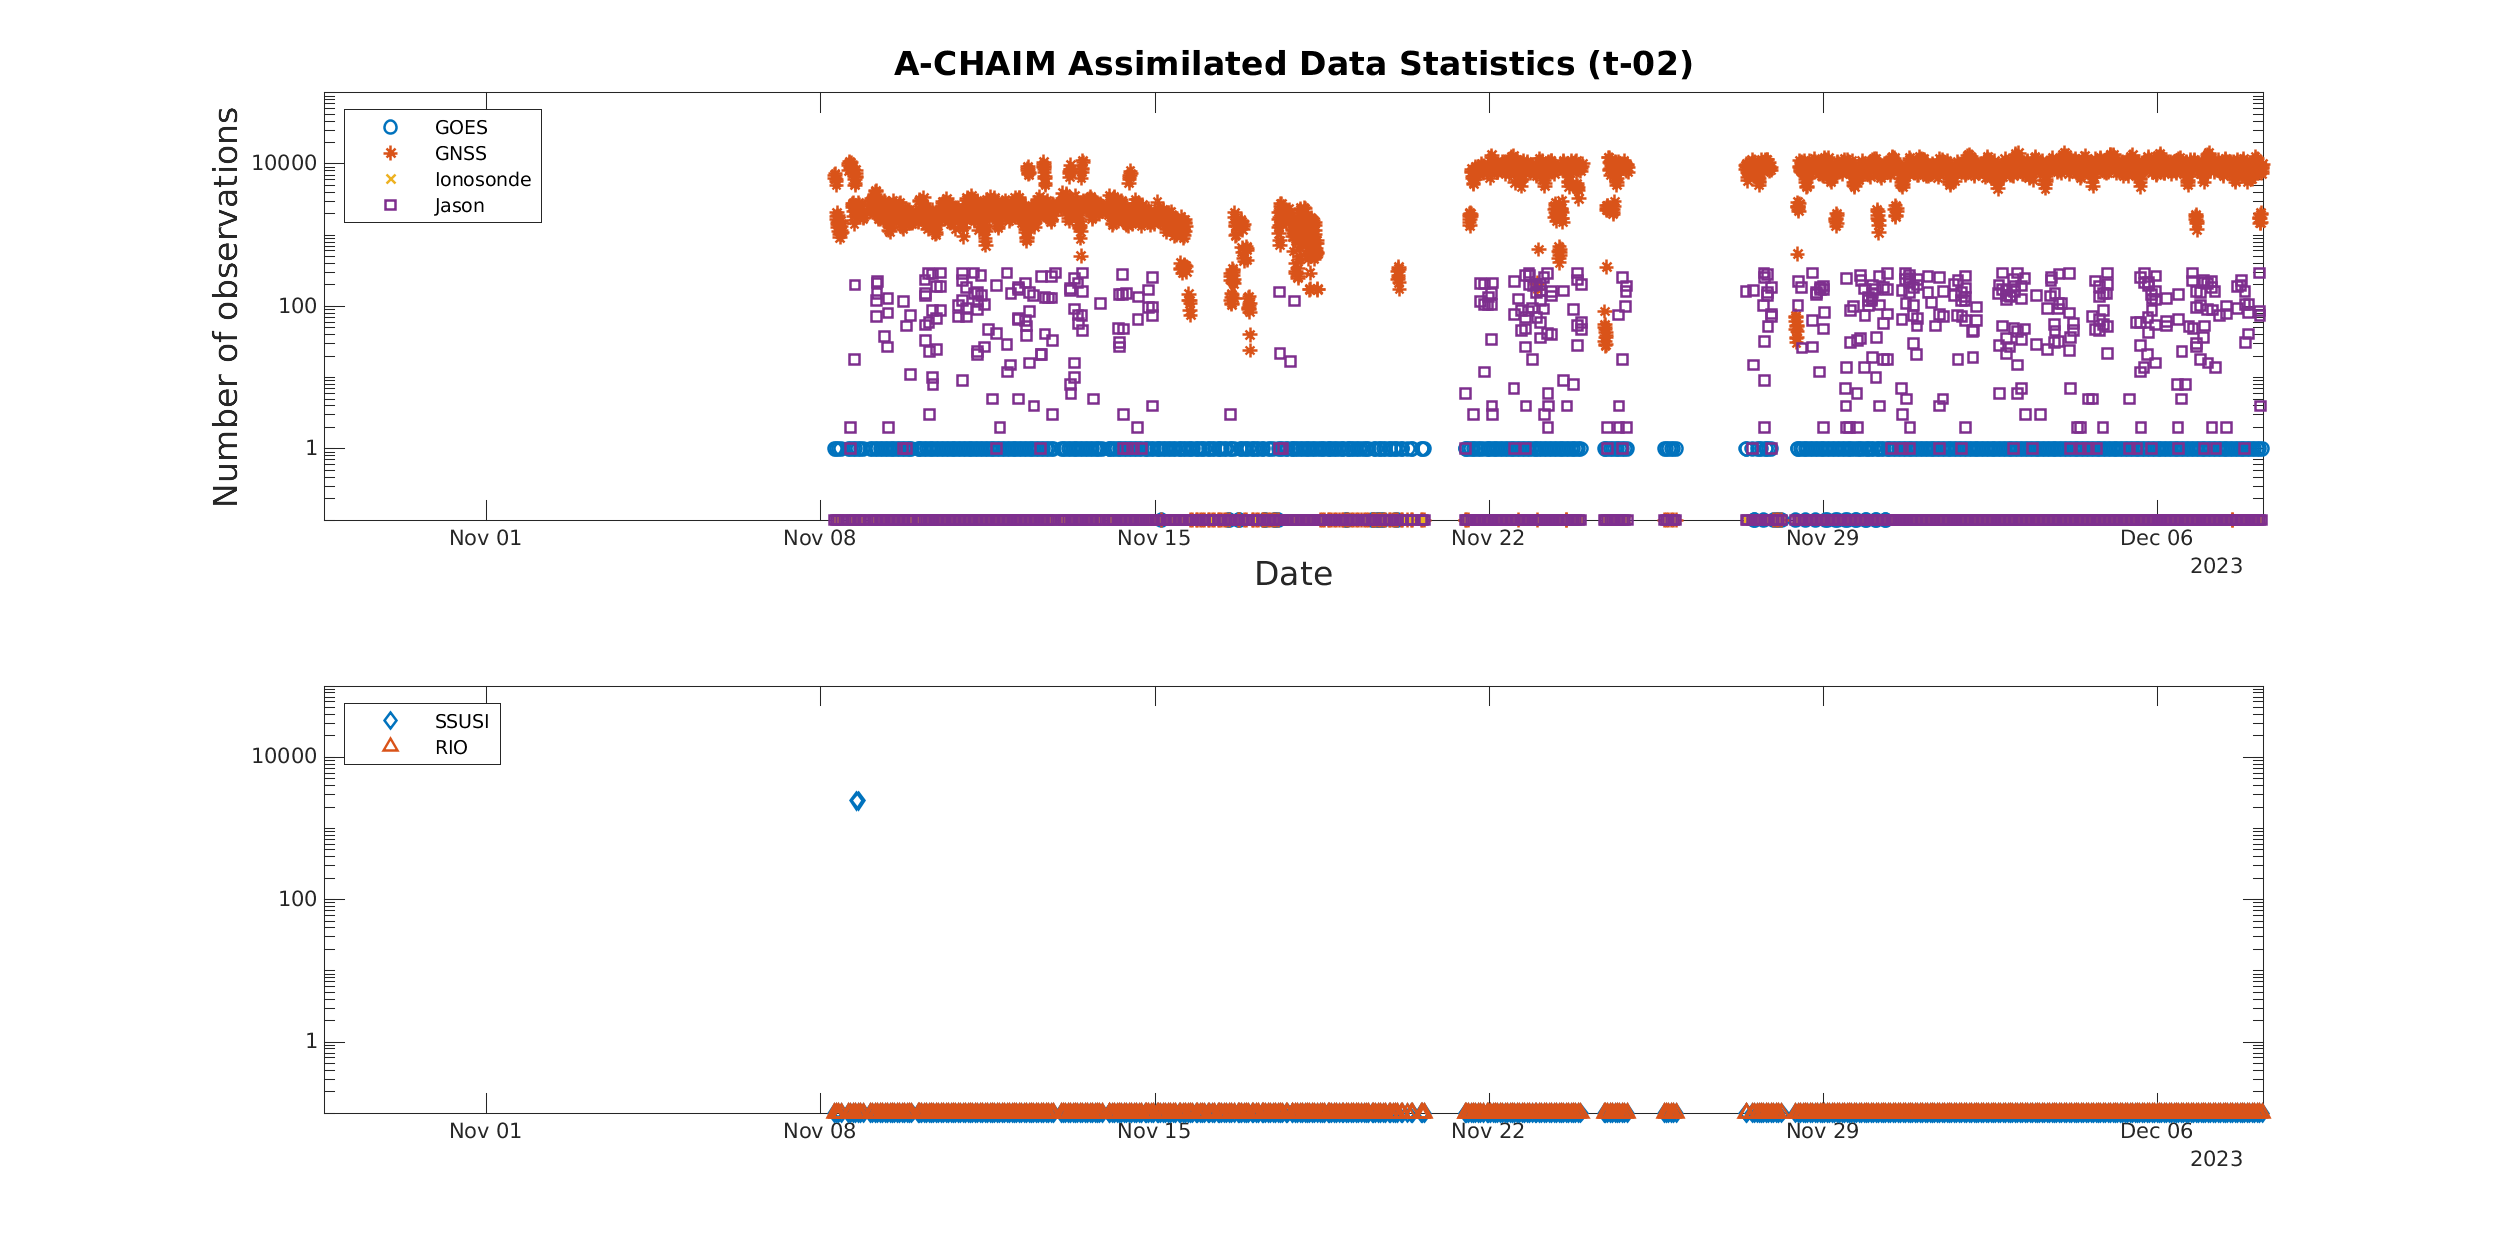 A-CHAIM Assimilated Data Statistics (t-02)
Number of observations
10000
100
1
GOES
GNSS
Ionosonde
Jason
Nov 01
Nov 08
Nov 15
Nov 22
Nov 29
Dec 06
2023
Date
10000
100
1
SSUSI
RIO
Nov 01
Nov 08
Nov 15
Nov 22
Nov 29
Dec 06
2023